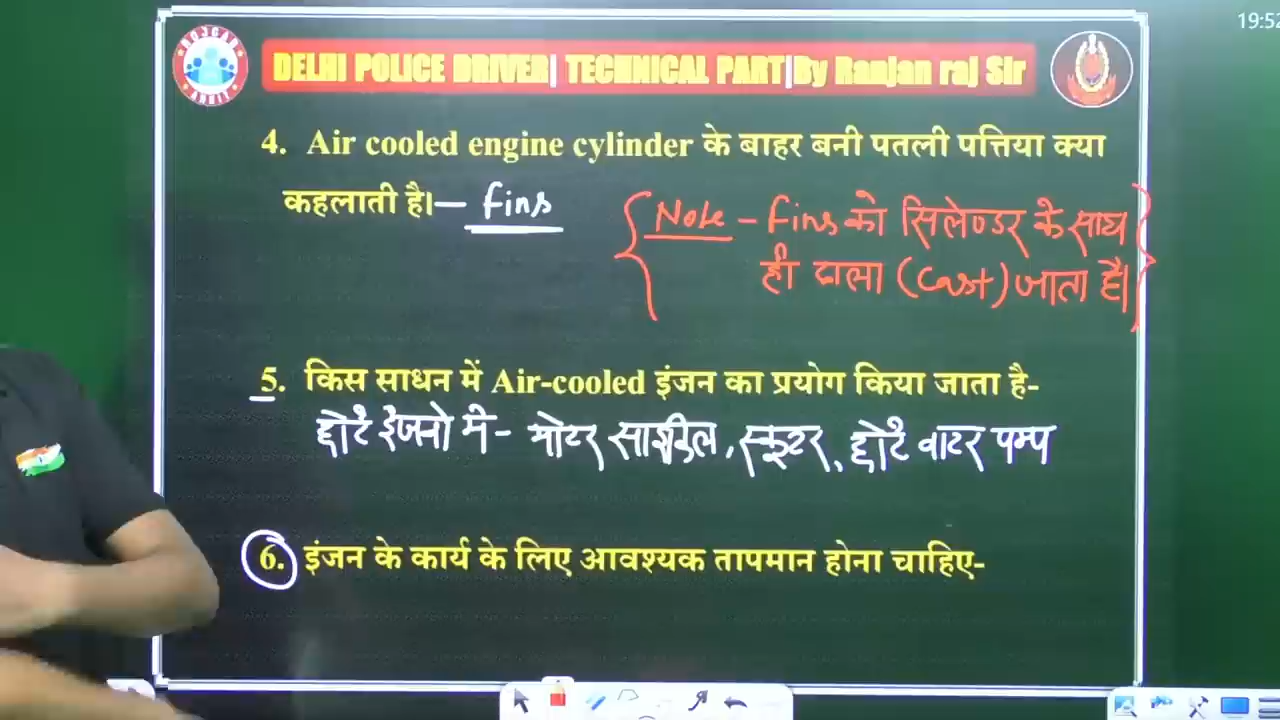 19:52
ROJGAR
DELHI POLICE DRIVER| TECHNICAL PART|By Ranjan raj Sir
4. Air cooled engine cylinder के बाहर बनी पतली पत्तिया क्या
कहलाती है।— fins
Note – fins को सिलेण्डर के साथ
ही ढाला (Cast) जाता है।
5. किस साधन में Air-cooled इंजन का प्रयोग किया जाता है-
छोटे इंजनो में- मोटर साईकिल, स्कूटर, छोटे वाटर पम्प
6. इंजन के कार्य के लिए आवश्यक तापमान होना चाहिए-